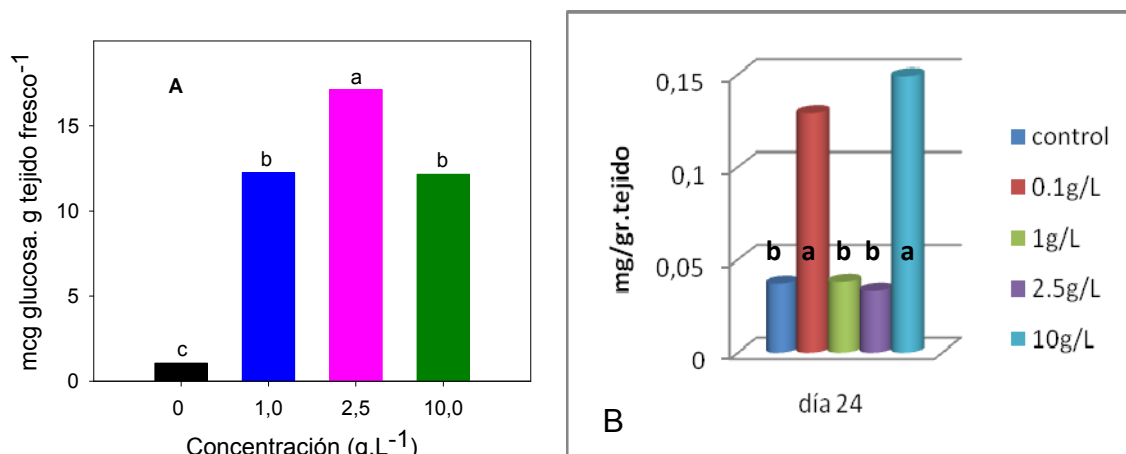 A
mcg glucosa. g tejido fresco-1
15
10
5
0
c
b
a
b
0 1,0 2,5 10,0
Concentración (g.L-1)
mg/gr.tejido
0,15
0,1
0,05
0
b a b b a
día 24
control
0.1g/L
1g/L
2.5g/L
10g/L
B